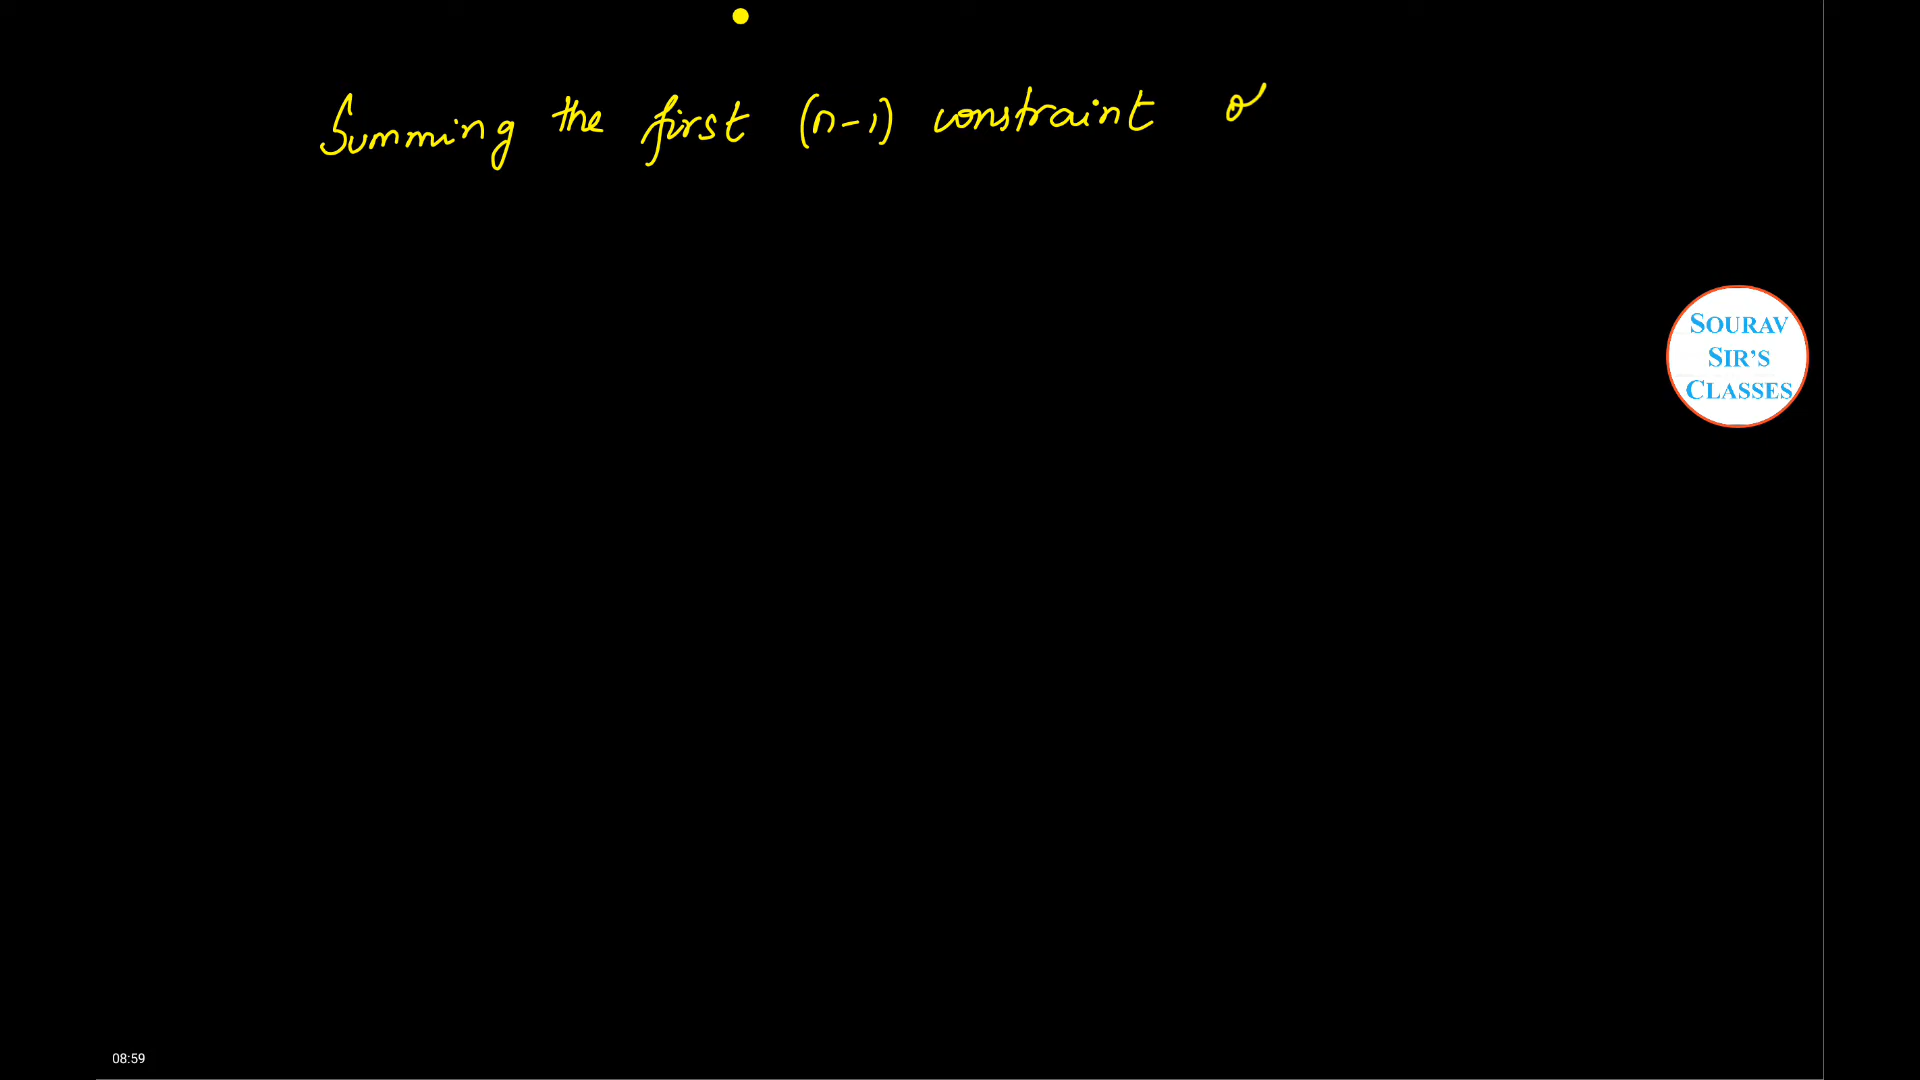 Summing the first (n-1) constraint o
SOURAV
SIR'S
CLASSES
08:59